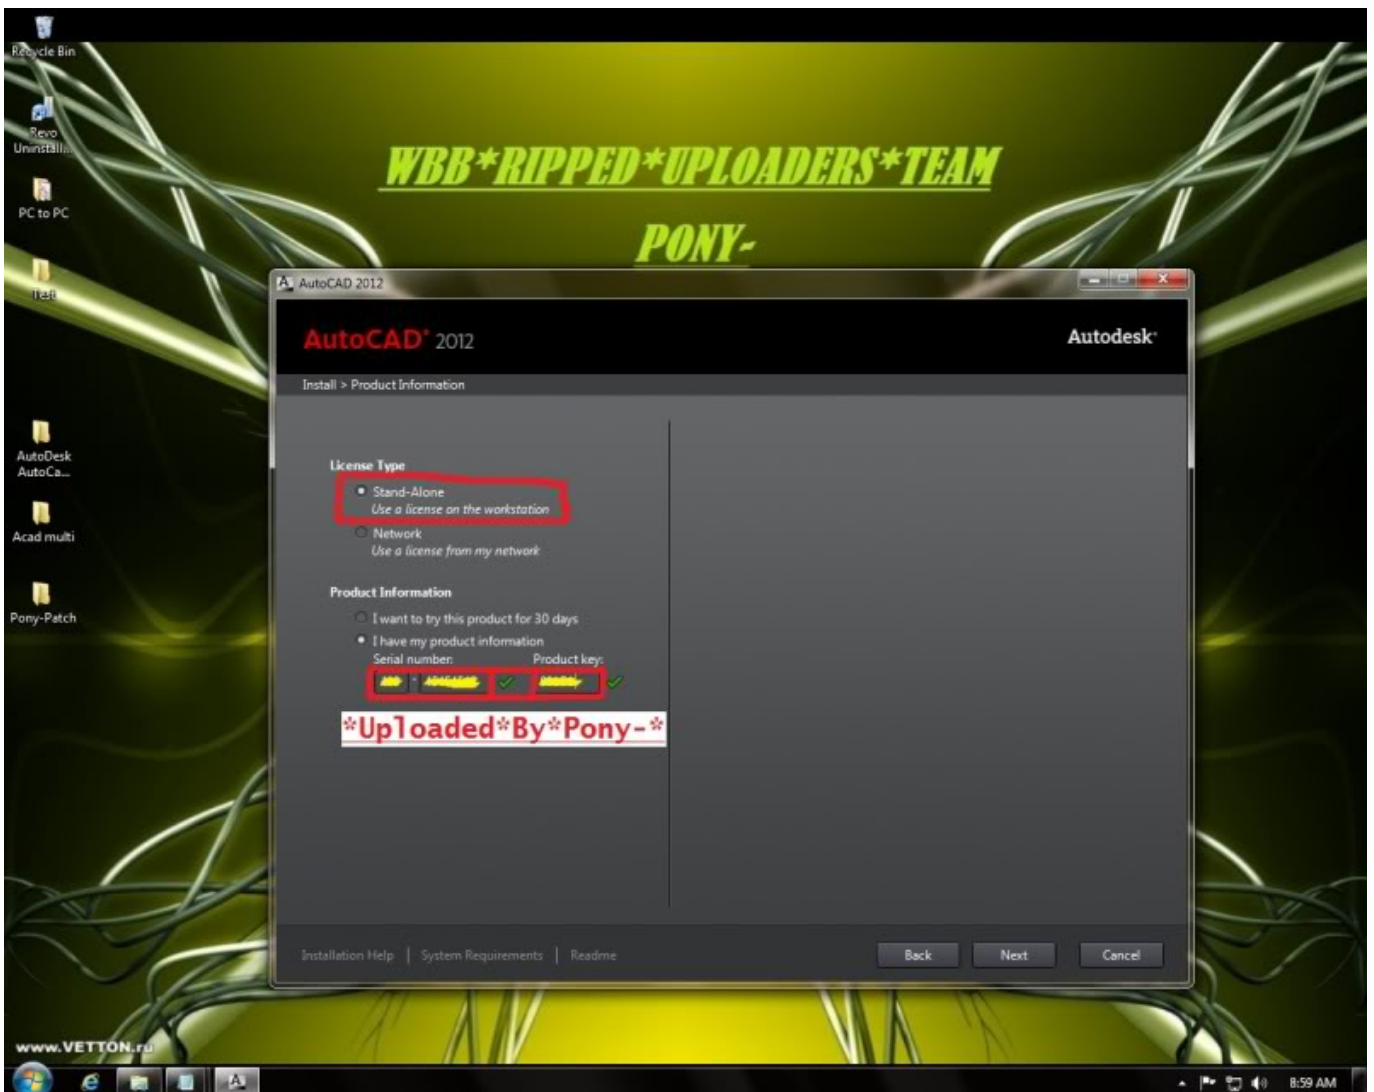 Recycle Bin
Revo
Uninstall...
PC to PC
Test
AutoDesk
AutoCa...
Acad multi
Pony-Patch
WBB*RIPPED*UPLOADERS*TEAM
PONY-
AutoCAD 2012
AutoCAD® 2012
Autodesk®
Install > Product Information
License Type
Stand-Alone
Use a license on the workstation
Network
Use a license from my network
Product Information
I want to try this product for 30 days
I have my product information
Serial number: Product key:
*Uploaded*By*Pony-*
Installation Help | System Requirements | Readme
Back Next Cancel
www.VETTON.ru
8:59 AM